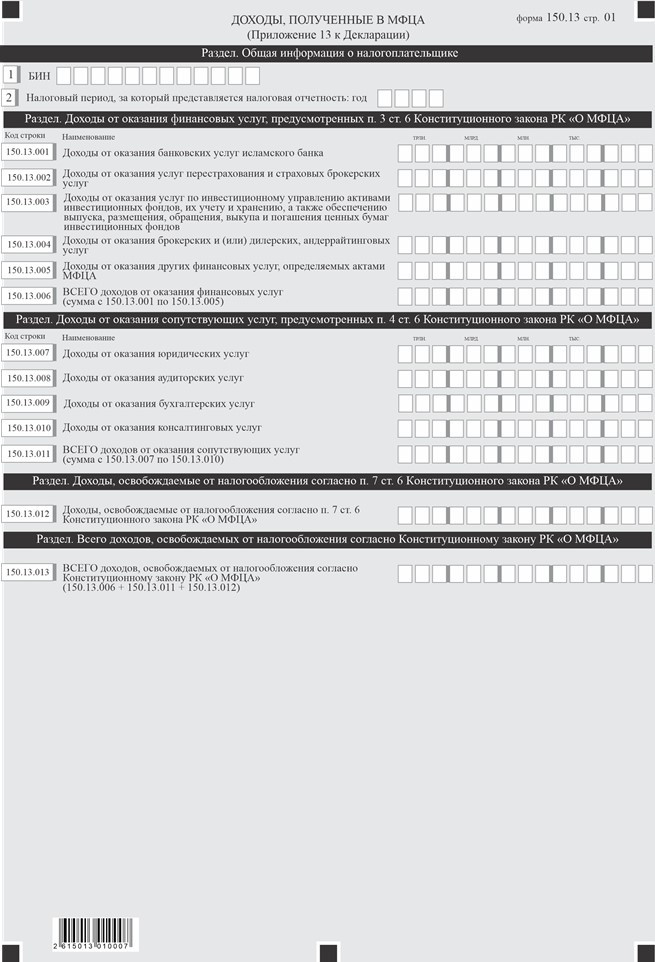 ДОХОДЫ, ПОЛУЧЕННЫЕ В МФЦА
форма 150.13 стр. 01
(Приложение 13 к Декларации)
Раздел. Общая информация о налогоплательщике
1 БИН
2 Налоговый период, за который представляется налоговая отчетность: год
Раздел. Доходы от оказания финансовых услуг, предусмотренных п. 3 ст. 6 Конституционного закона РК «О МФЦА»
Код строки Наименование трлн млрд млн тыс
150.13.001 Доходы от оказания банковских услуг исламского банка
150.13.002 Доходы от оказания услуг перестрахования и страховых брокерских
услуг
150.13.003 Доходы от оказания услуг по инвестиционному управлению активами
инвестиционных фондов, их учету и хранению, а также обеспечению
выпуска, размещения, обращения, выкупа и погашения ценных бумаг
инвестиционных фондов
150.13.004 Доходы от оказания брокерских и (или) дилерских, андеррайтинговых
услуг
150.13.005 Доходы от оказания других финансовых услуг, определяемых актами
МФЦА
150.13.006 ВСЕГО доходов от оказания финансовых услуг
(сумма с 150.13.001 по 150.13.005)
Раздел. Доходы от оказания сопутствующих услуг, предусмотренных п. 4 ст. 6 Конституционного закона РК «О МФЦА»
Код строки Наименование трлн млрд млн тыс
150.13.007 Доходы от оказания юридических услуг
150.13.008 Доходы от оказания аудиторских услуг
150.13.009 Доходы от оказания бухгалтерских услуг
150.13.010 Доходы от оказания консалтинговых услуг
150.13.011 ВСЕГО доходов от оказания сопутствующих услуг
(сумма с 150.13.007 по 150.13.010)
Раздел. Доходы, освобождаемые от налогообложения согласно п. 7 ст. 6 Конституционного закона РК «О МФЦА»
150.13.012 Доходы, освобождаемые от налогообложения согласно п. 7 ст. 6
Конституционного закона РК «О МФЦА»
Раздел. Всего доходов, освобождаемых от налогообложения согласно Конституционному закону РК «О МФЦА»
150.13.013 ВСЕГО доходов, освобождаемых от налогообложения согласно
Конституционному закону РК «О МФЦА»
(150.13.006 + 150.13.011 + 150.13.012)
2 615013 010007